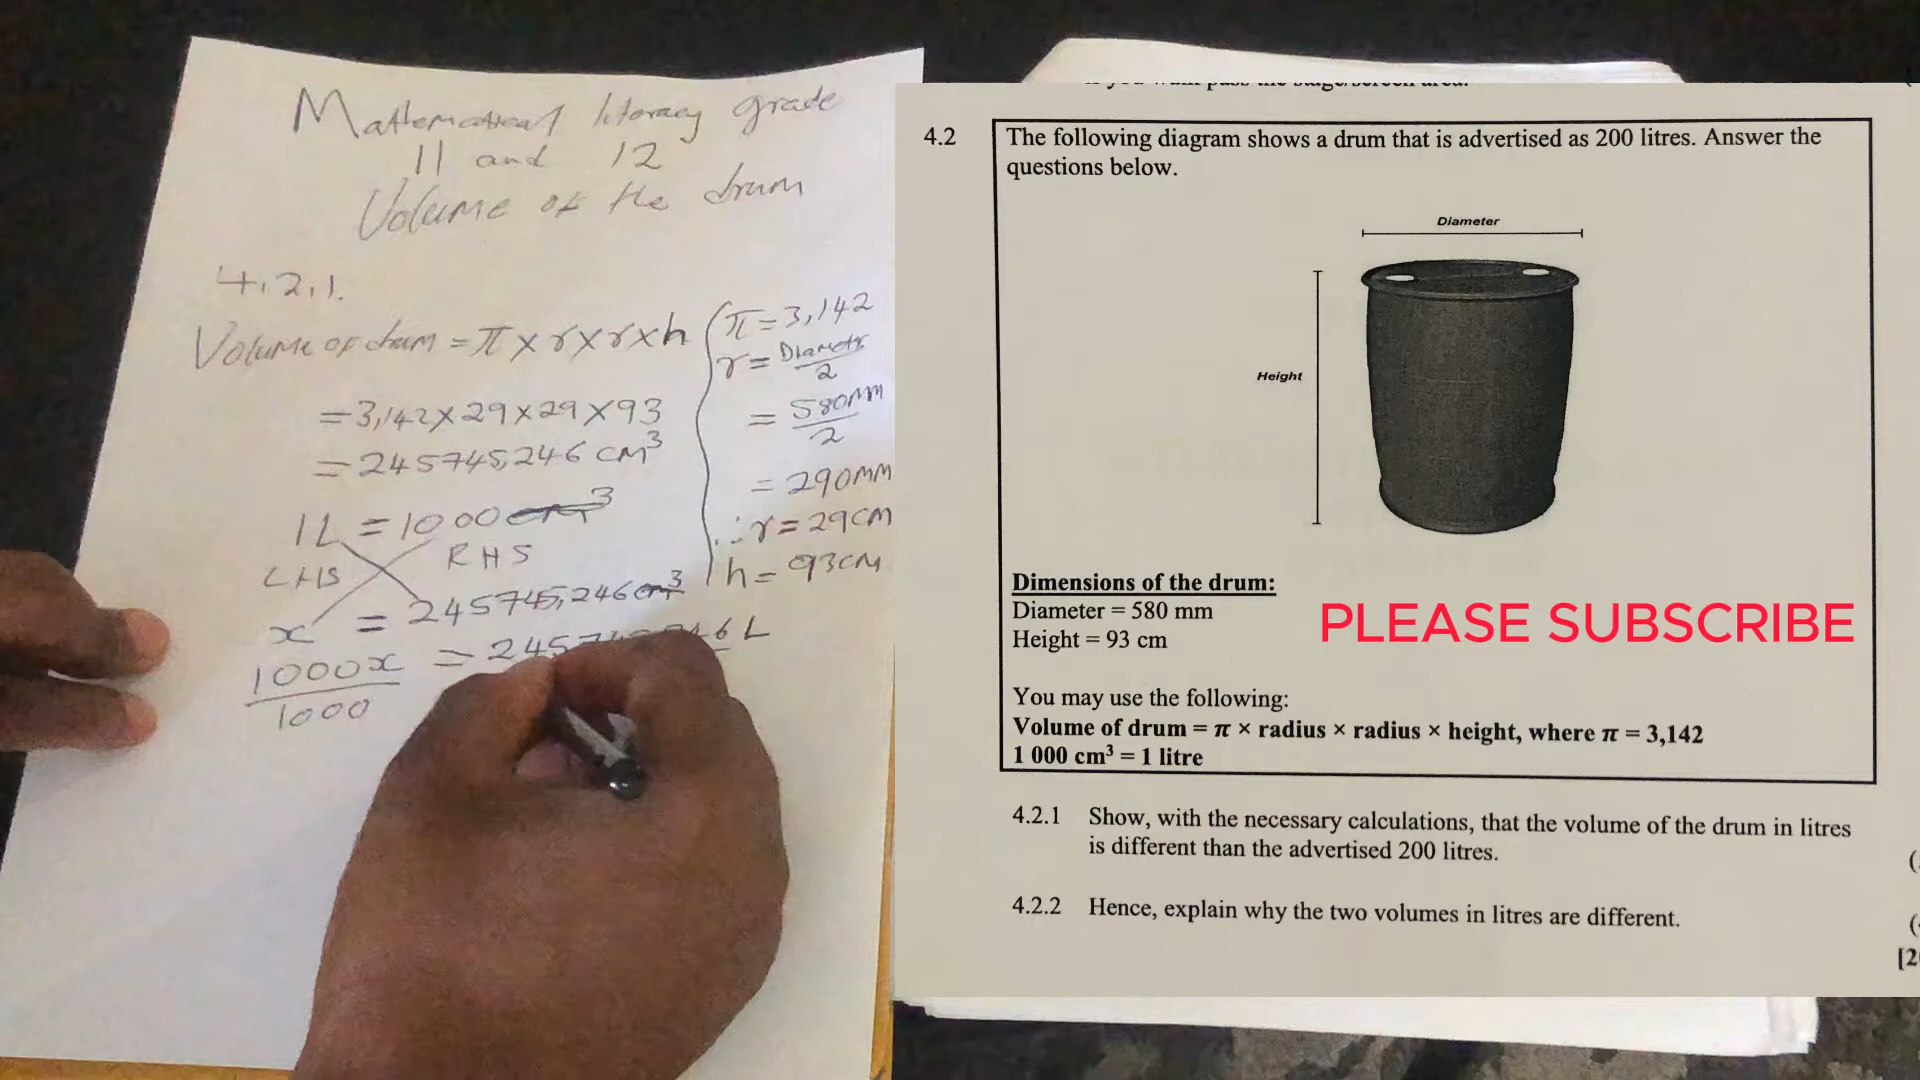 Mathematical literacy grade
11 and 12
Volume of the drum
4.2.1.
Volume of drum = π × r × r × h
= 3,142 × 29 × 29 × 93
= 245745,246 cm³
1L = 1000 cm³
LHS RHS
x = 245745,246 cm³
1000x = 245 6 L
1000
π = 3,142
r = Diametr
2
= 580mm
2
= 290mm
∴ r = 29cm
h = 93cm
4.2 The following diagram shows a drum that is advertised as 200 litres. Answer the
questions below.
Diameter
Height
Dimensions of the drum:
Diameter = 580 mm
Height = 93 cm
PLEASE SUBSCRIBE
You may use the following:
Volume of drum = π × radius × radius × height, where π = 3,142
1 000 cm³ = 1 litre
4.2.1 Show, with the necessary calculations, that the volume of the drum in litres
is different than the advertised 200 litres.
4.2.2 Hence, explain why the two volumes in litres are different.